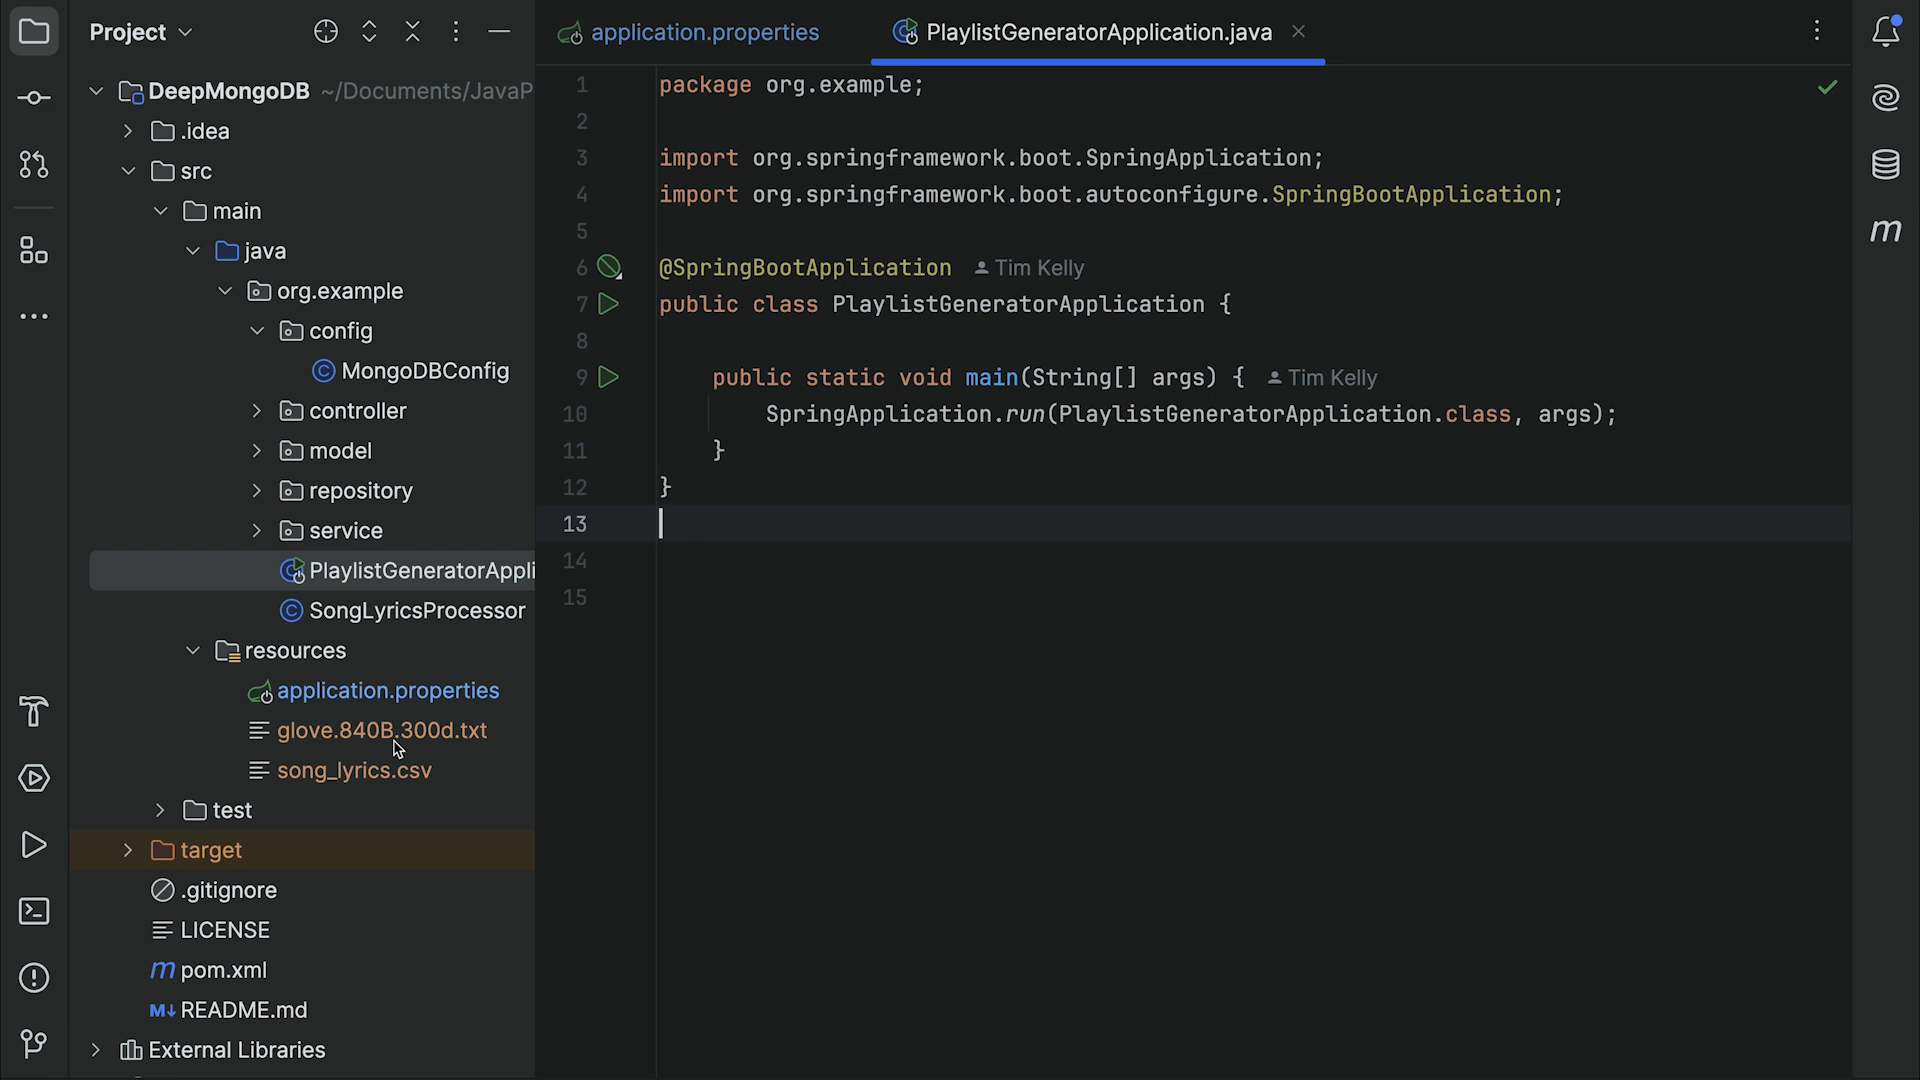 Project
DeepMongoDB ~/Documents/JavaP
.idea
src
main
java
org.example
config
MongoDBConfig
controller
model
repository
service
PlaylistGeneratorAppli
SongLyricsProcessor
resources
application.properties
glove.840B.300d.txt
song_lyrics.csv
test
target
.gitignore
LICENSE
m pom.xml
M↓ README.md
External Libraries
application.properties
PlaylistGeneratorApplication.java
1 package org.example;
2
3 import org.springframework.boot.SpringApplication;
4 import org.springframework.boot.autoconfigure.SpringBootApplication;
5
6 @SpringBootApplication Tim Kelly
7 public class PlaylistGeneratorApplication {
8
9 public static void main(String[] args) { Tim Kelly
10 SpringApplication.run(PlaylistGeneratorApplication.class, args);
11 }
12 }
13
14
15
m